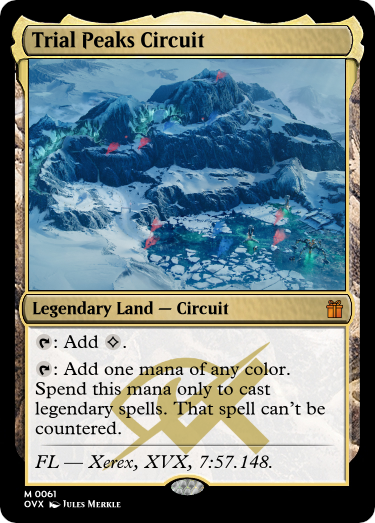 Trial Peaks Circuit
Legendary Land — Circuit
: Add .
: Add one mana of any color.
Spend this mana only to cast
legendary spells. That spell can't be
countered.
FL — Xerex, XVX, 7:57.148.
M 0061
OVX Jules Merkle